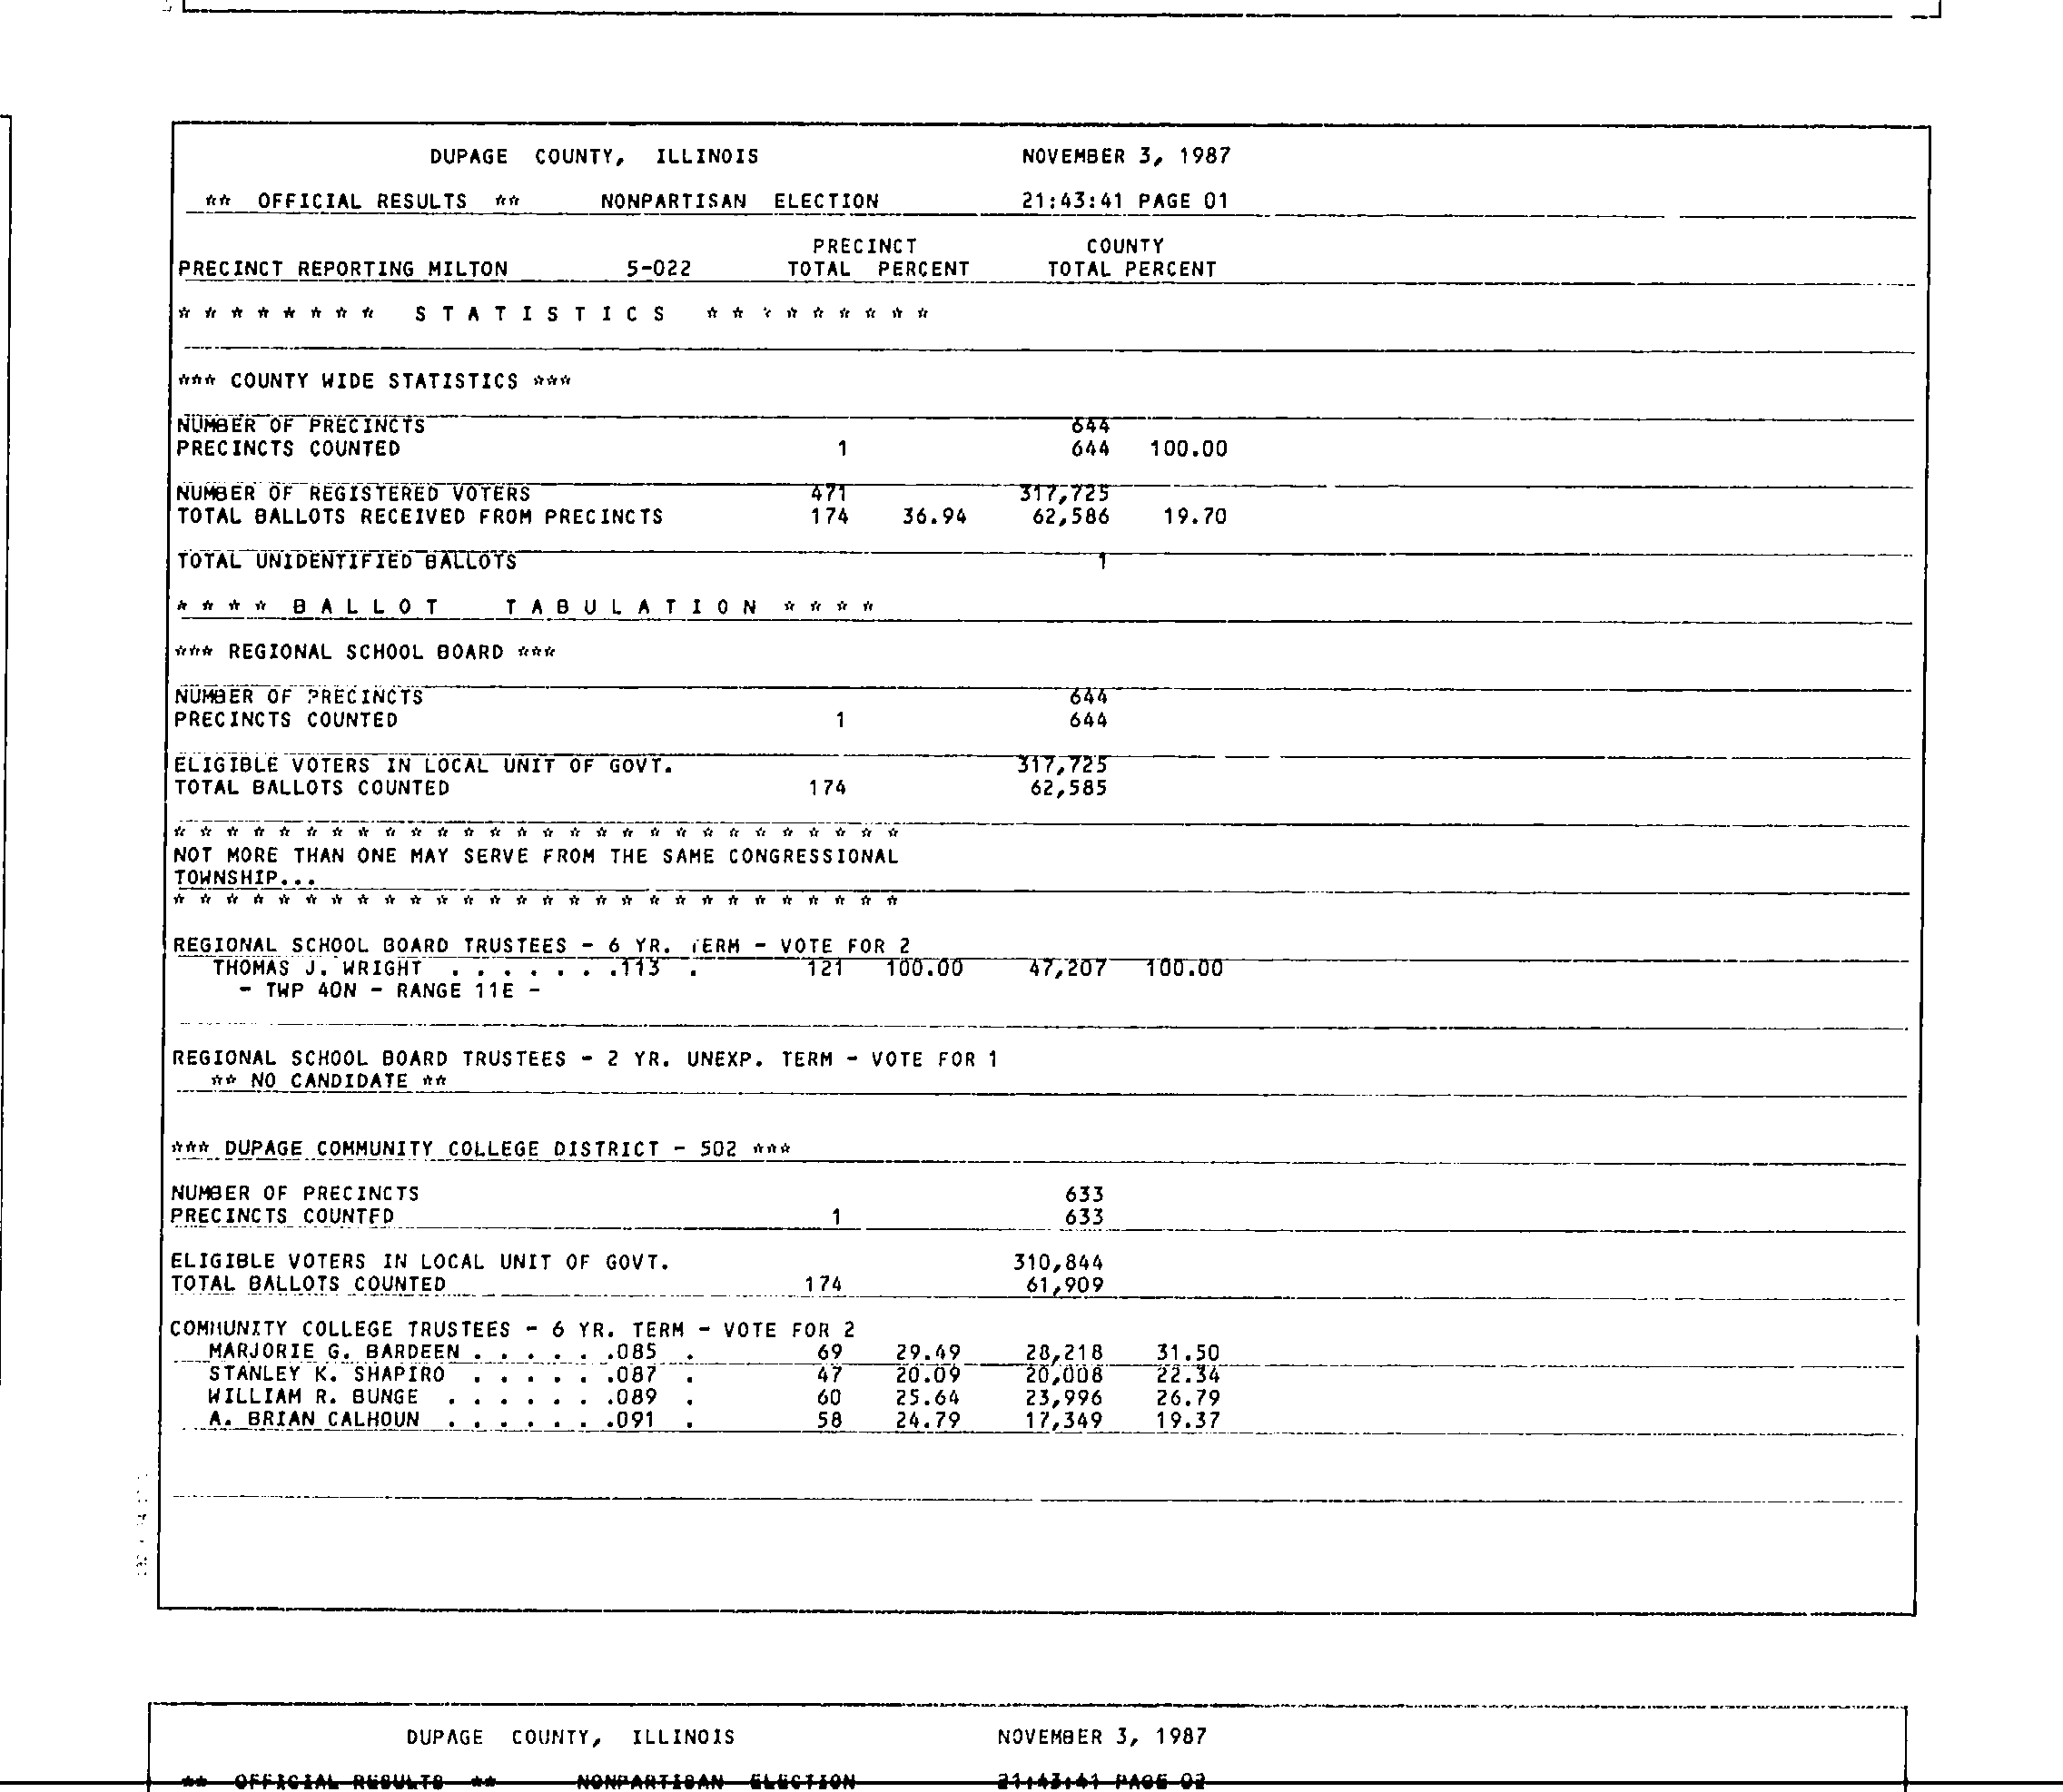 DUPAGE COUNTY, ILLINOIS NOVEMBER 3, 1987
** OFFICIAL RESULTS ** NONPARTISAN ELECTION 21:43:41 PAGE 01
PRECINCT COUNTY
PRECINCT REPORTING MILTON 5-022 TOTAL PERCENT TOTAL PERCENT
* * * * * * * * S T A T I S T I C S * * * * * * * * *
*** COUNTY WIDE STATISTICS ***
NUMBER OF PRECINCTS 644
PRECINCTS COUNTED 1 644 100.00
NUMBER OF REGISTERED VOTERS 471 317,725
TOTAL BALLOTS RECEIVED FROM PRECINCTS 174 36.94 62,586 19.70
TOTAL UNIDENTIFIED BALLOTS 1
* * * * B A L L O T T A B U L A T I O N * * * *
*** REGIONAL SCHOOL BOARD ***
NUMBER OF PRECINCTS 644
PRECINCTS COUNTED 1 644
ELIGIBLE VOTERS IN LOCAL UNIT OF GOVT. 317,725
TOTAL BALLOTS COUNTED 174 62,585
* * * * * * * * * * * * * * * * * * * * * * * * * * * *
NOT MORE THAN ONE MAY SERVE FROM THE SAME CONGRESSIONAL
TOWNSHIP...
* * * * * * * * * * * * * * * * * * * * * * * * * * * *
REGIONAL SCHOOL BOARD TRUSTEES - 6 YR. TERM - VOTE FOR 2
THOMAS J. WRIGHT . . . . . . .113 . 121 100.00 47,207 100.00
- TWP 40N - RANGE 11E -
REGIONAL SCHOOL BOARD TRUSTEES - 2 YR. UNEXP. TERM - VOTE FOR 1
** NO CANDIDATE **
*** DUPAGE COMMUNITY COLLEGE DISTRICT - 502 ***
NUMBER OF PRECINCTS 633
PRECINCTS COUNTED 1 633
ELIGIBLE VOTERS IN LOCAL UNIT OF GOVT. 310,844
TOTAL BALLOTS COUNTED 174 61,909
COMMUNITY COLLEGE TRUSTEES - 6 YR. TERM - VOTE FOR 2
MARJORIE G. BARDEEN . . . . . .085 . 69 29.49 28,218 31.50
STANLEY K. SHAPIRO . . . . . .087 . 47 20.09 20,008 22.34
WILLIAM R. BUNGE . . . . . . .089 . 60 25.64 23,996 26.79
A. BRIAN CALHOUN . . . . . . .091 . 58 24.79 17,349 19.37
DUPAGE COUNTY, ILLINOIS NOVEMBER 3, 1987
** OFFICIAL RESULTS ** NONPARTISAN ELECTION 21:43:41 PAGE 02